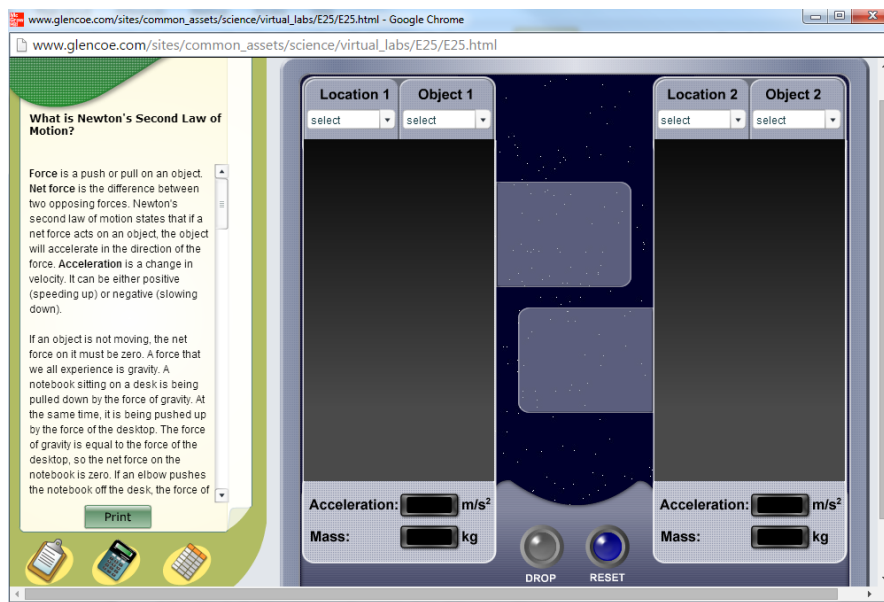 www.glencoe.com/sites/common_assets/science/virtual_labs/E25/E25.html - Google Chrome
www.glencoe.com/sites/common_assets/science/virtual_labs/E25/E25.html
What is Newton's Second Law of
Motion?
Force is a push or pull on an object.
Net force is the difference between
two opposing forces. Newton's
second law of motion states that if a
net force acts on an object, the object
will accelerate in the direction of the
force. Acceleration is a change in
velocity. It can be either positive
(speeding up) or negative (slowing
down).
If an object is not moving, the net
force on it must be zero. A force that
we all experience is gravity. A
notebook sitting on a desk is being
pulled down by the force of gravity. At
the same time, it is being pushed up
by the force of the desktop. The force
of gravity is equal to the force of the
desktop, so the net force on the
notebook is zero. If an elbow pushes
the notebook off the desk, the force of
Print
Location 1 Object 1
select select
Acceleration: m/s²
Mass: kg
DROP RESET
Location 2 Object 2
select select
Acceleration: m/s²
Mass: kg